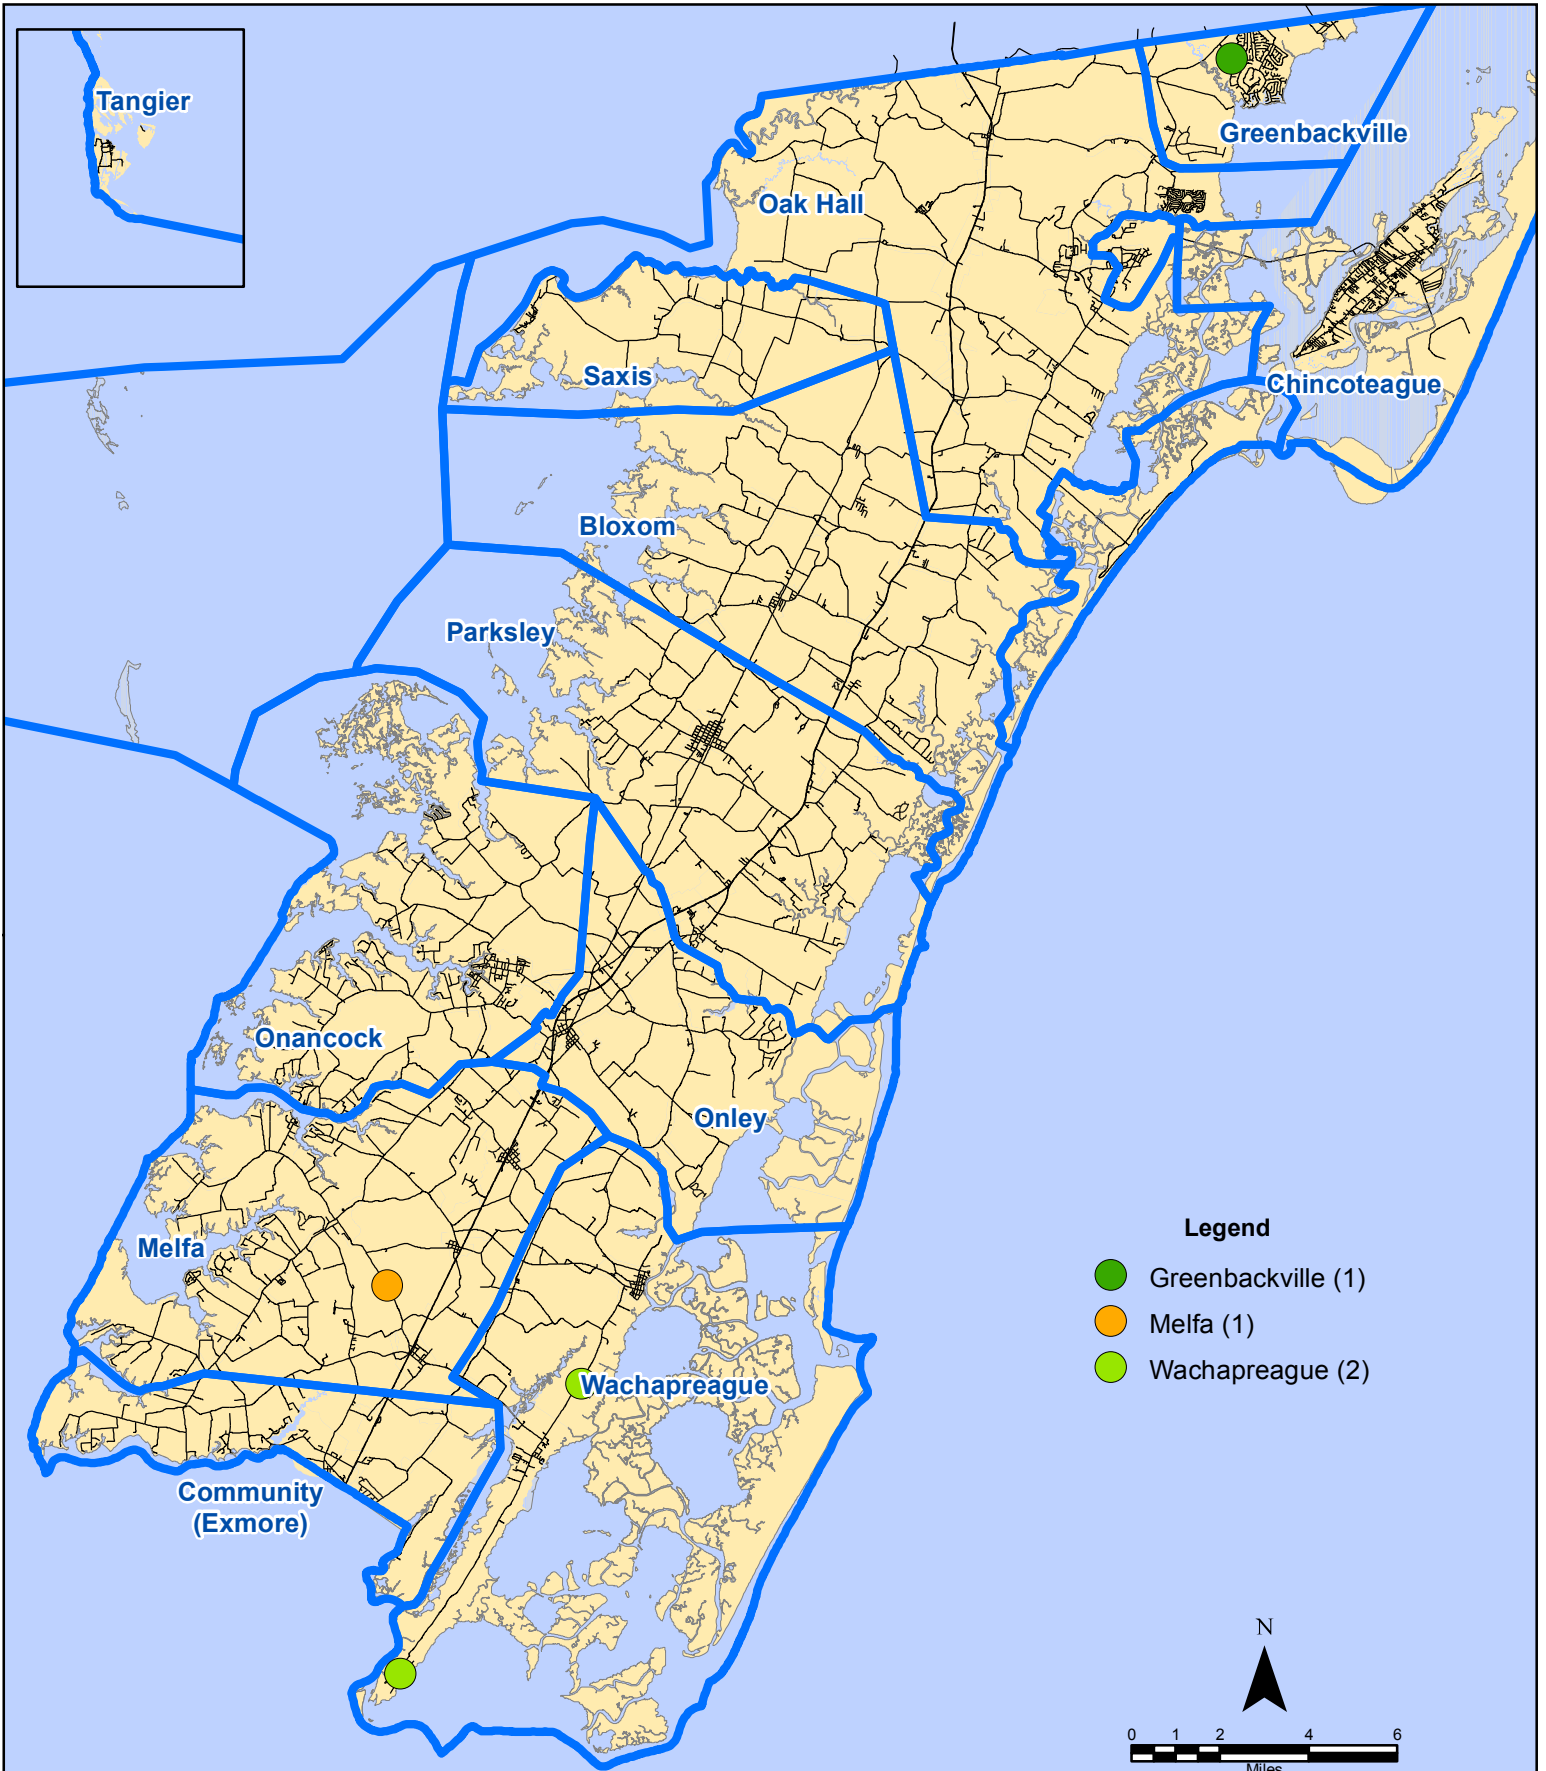 Tangier
Greenbackville
Oak Hall
Saxis
Chincoteague
Bloxom
Parksley
Onancock
Onley
Melfa
Wachapreague
Community
(Exmore)
Legend
Greenbackville (1)
Melfa (1)
Wachapreague (2)
N
0 1 2 4 6
Miles